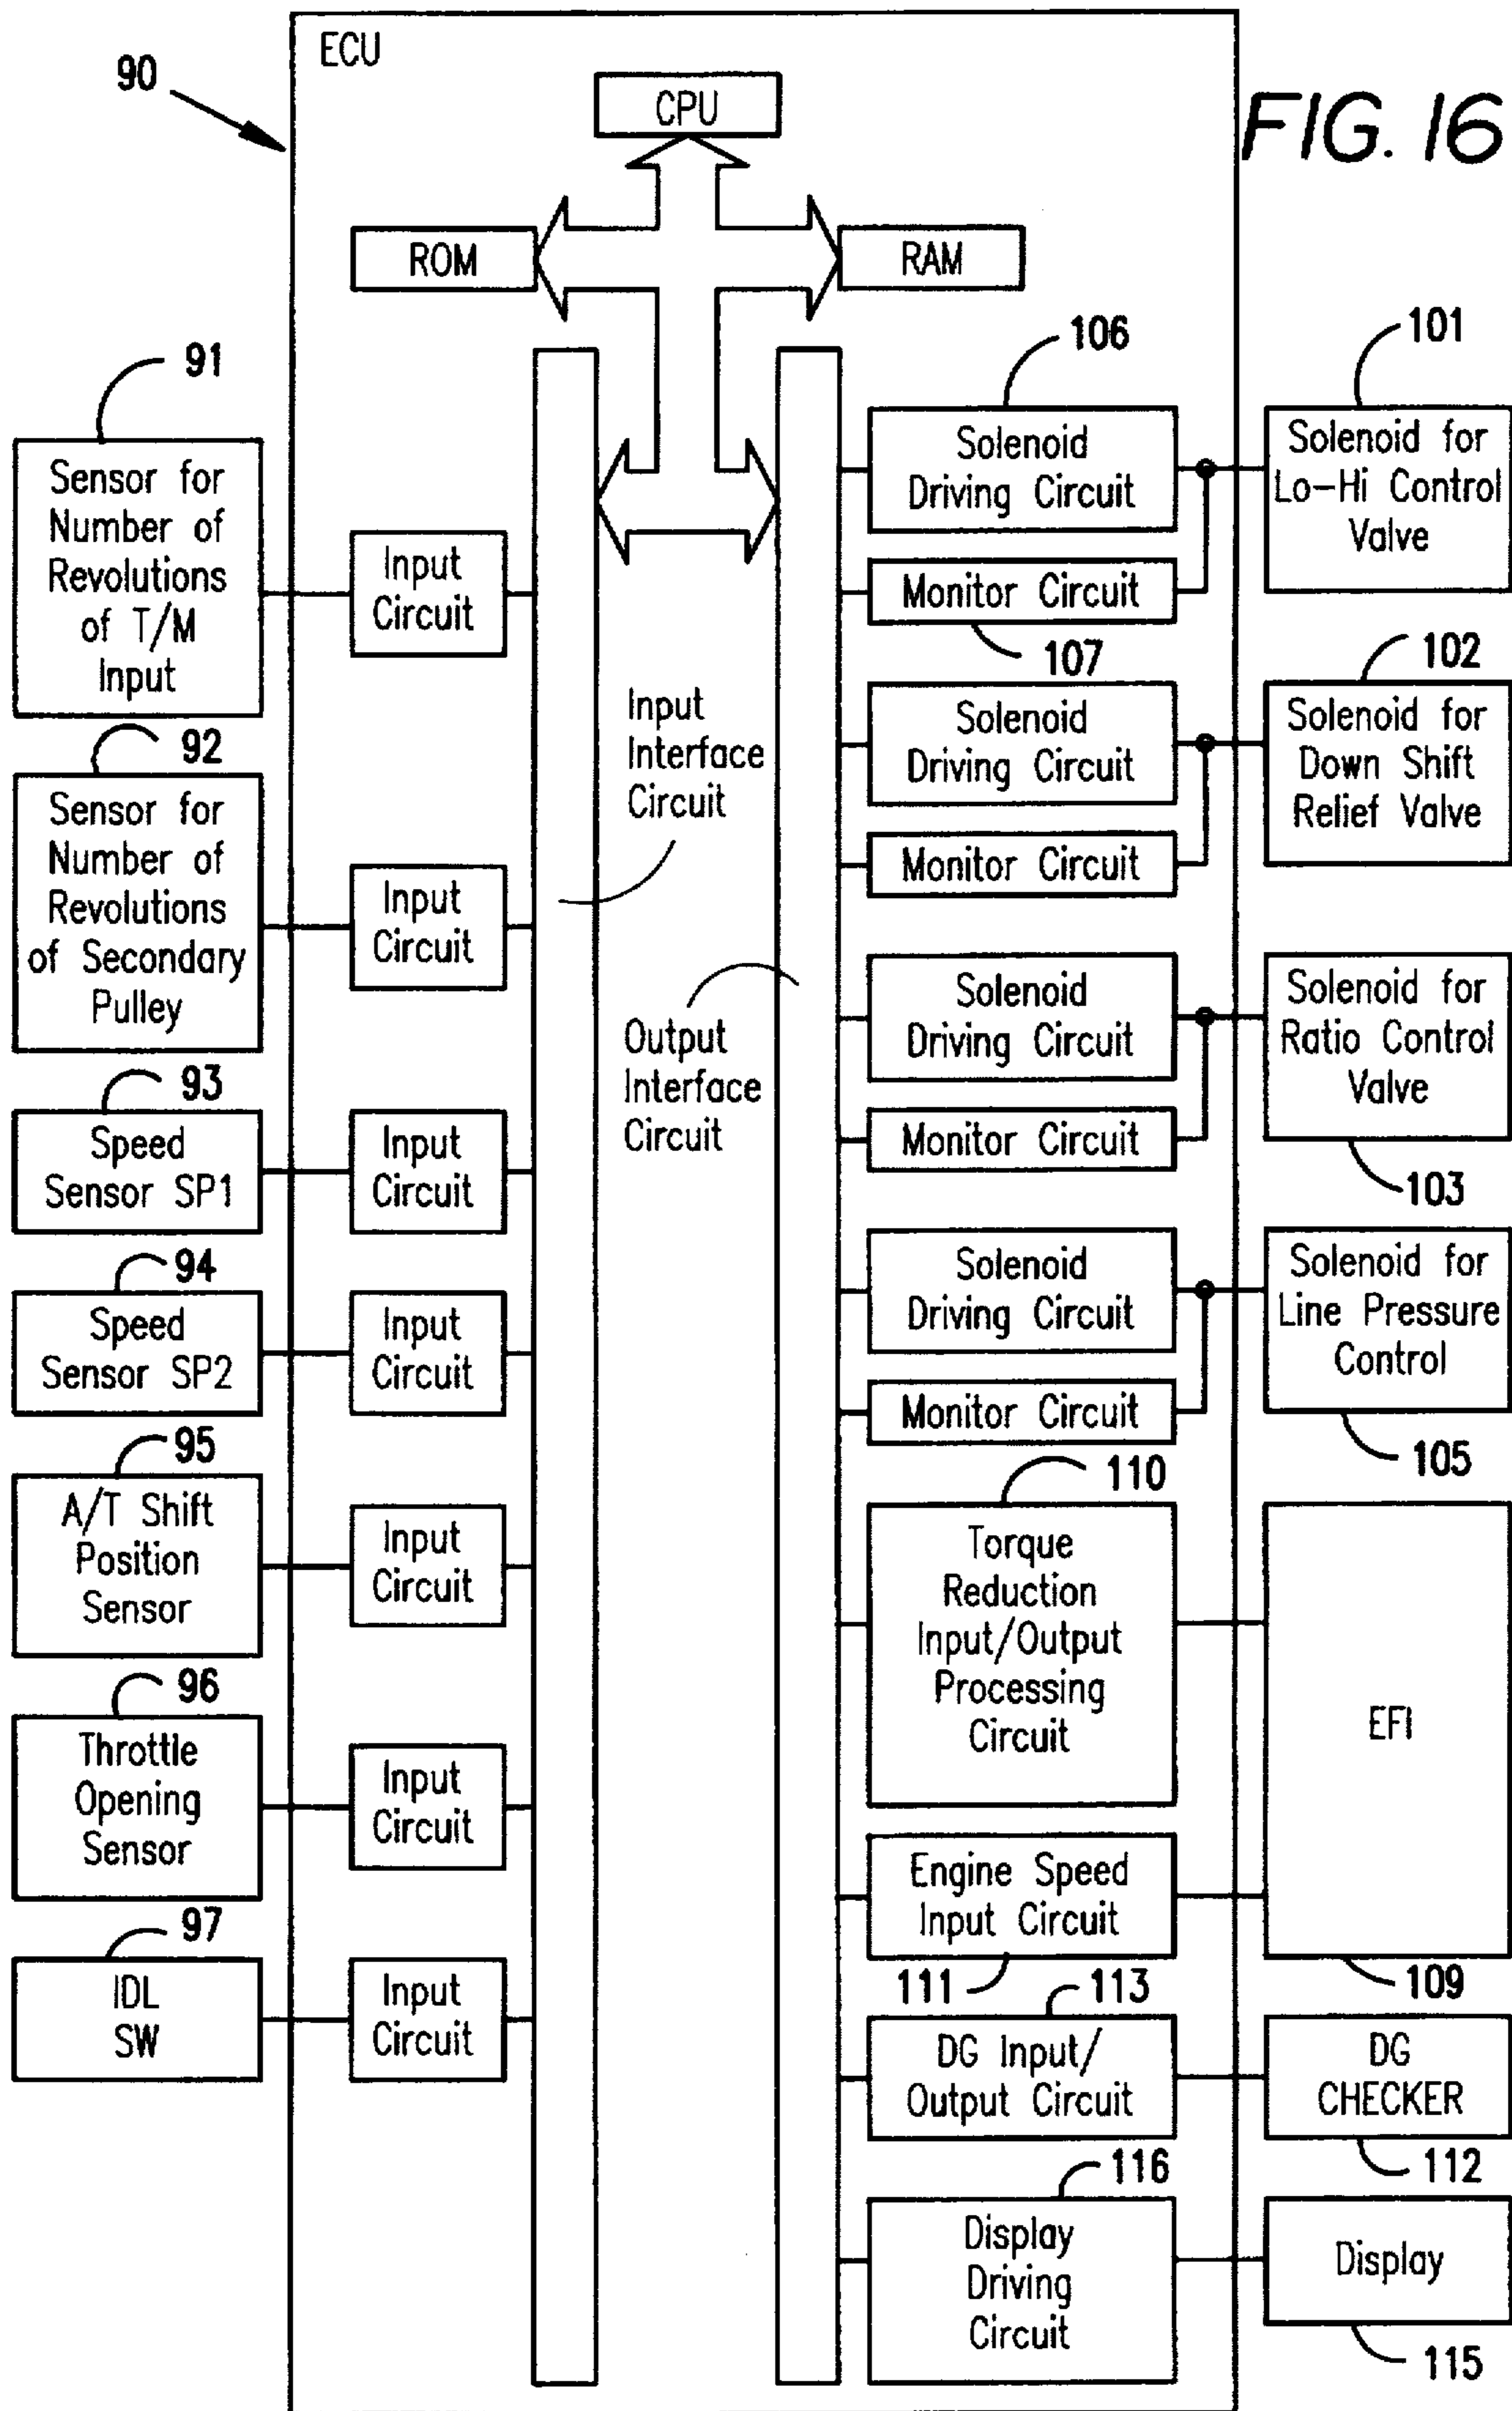 ECU
90
CPU
FIG. 16
ROM
RAM
91
Sensor for
Number of
Revolutions
of T/M
Input
Input
Circuit
92
Sensor for
Number of
Revolutions
of Secondary
Pulley
Input
Circuit
93
Speed
Sensor SP1
Input
Circuit
94
Speed
Sensor SP2
Input
Circuit
95
A/T Shift
Position
Sensor
Input
Circuit
96
Throttle
Opening
Sensor
Input
Circuit
97
IDL
SW
Input
Circuit
Input
Interface
Circuit
Output
Interface
Circuit
106
Solenoid
Driving Circuit
Monitor Circuit
107
101
Solenoid for
Lo-Hi Control
Valve
Solenoid
Driving Circuit
Monitor Circuit
102
Solenoid for
Down Shift
Relief Valve
Solenoid
Driving Circuit
Monitor Circuit
Solenoid for
Ratio Control
Valve
103
Solenoid
Driving Circuit
Monitor Circuit
Solenoid for
Line Pressure
Control
105
110
Torque
Reduction
Input/Output
Processing
Circuit
EFI
Engine Speed
Input Circuit
111
109
113
DG Input/
Output Circuit
DG
CHECKER
112
116
Display
Driving
Circuit
Display
115